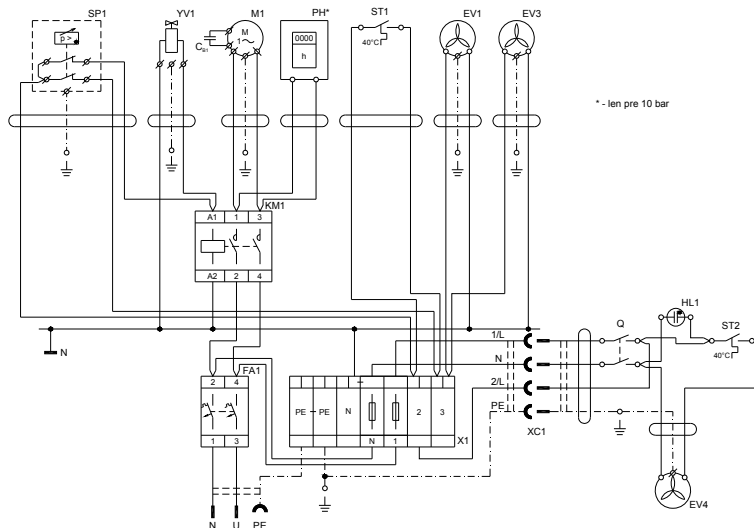 SP1
YV1
M1
PH*
ST1
EV1
EV3
p >
M
1~
CB1
0000
h
40°C
* - len pre 10 bar
A1 1 3
KM1
A2 2 4
N
1/L
N
2/L
PE
XC1
Q
HL1
ST2
40°C
2 4
FA1
1 3
PE PE N 2 3
N 1
X1
N U PE
EV4